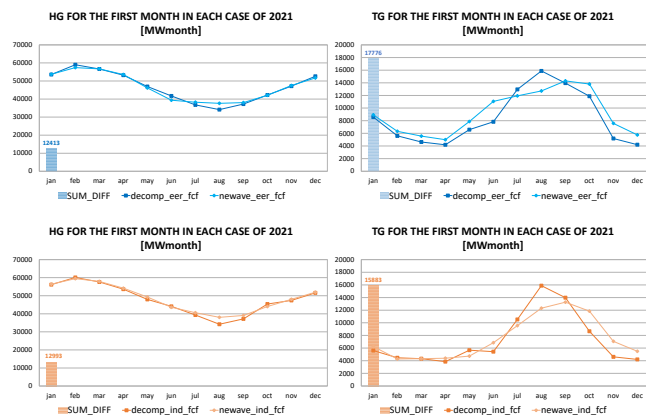 HG FOR THE FIRST MONTH IN EACH CASE OF 2021
[MWmonth]
70000
60000
50000
40000
30000
20000
10000
0
12413
jan feb mar apr may jun jul aug sep oct nov dec
SUM_DIFF decomp_eer_fcf newave_eer_fcf
TG FOR THE FIRST MONTH IN EACH CASE OF 2021
[MWmonth]
20000
18000
16000
14000
12000
10000
8000
6000
4000
2000
0
17776
jan feb mar apr may jun jul aug sep oct nov dec
SUM_DIFF decomp_eer_fcf newave_eer_fcf
HG FOR THE FIRST MONTH IN EACH CASE OF 2021
[MWmonth]
70000
60000
50000
40000
30000
20000
10000
0
12993
jan feb mar apr may jun jul aug sep oct nov dec
SUM_DIFF decomp_ind_fcf newave_ind_fcf
TG FOR THE FIRST MONTH IN EACH CASE OF 2021
[MWmonth]
20000
18000
16000
14000
12000
10000
8000
6000
4000
2000
0
15883
jan feb mar apr may jun jul aug sep oct nov dec
SUM_DIFF decomp_ind_fcf newave_ind_fcf